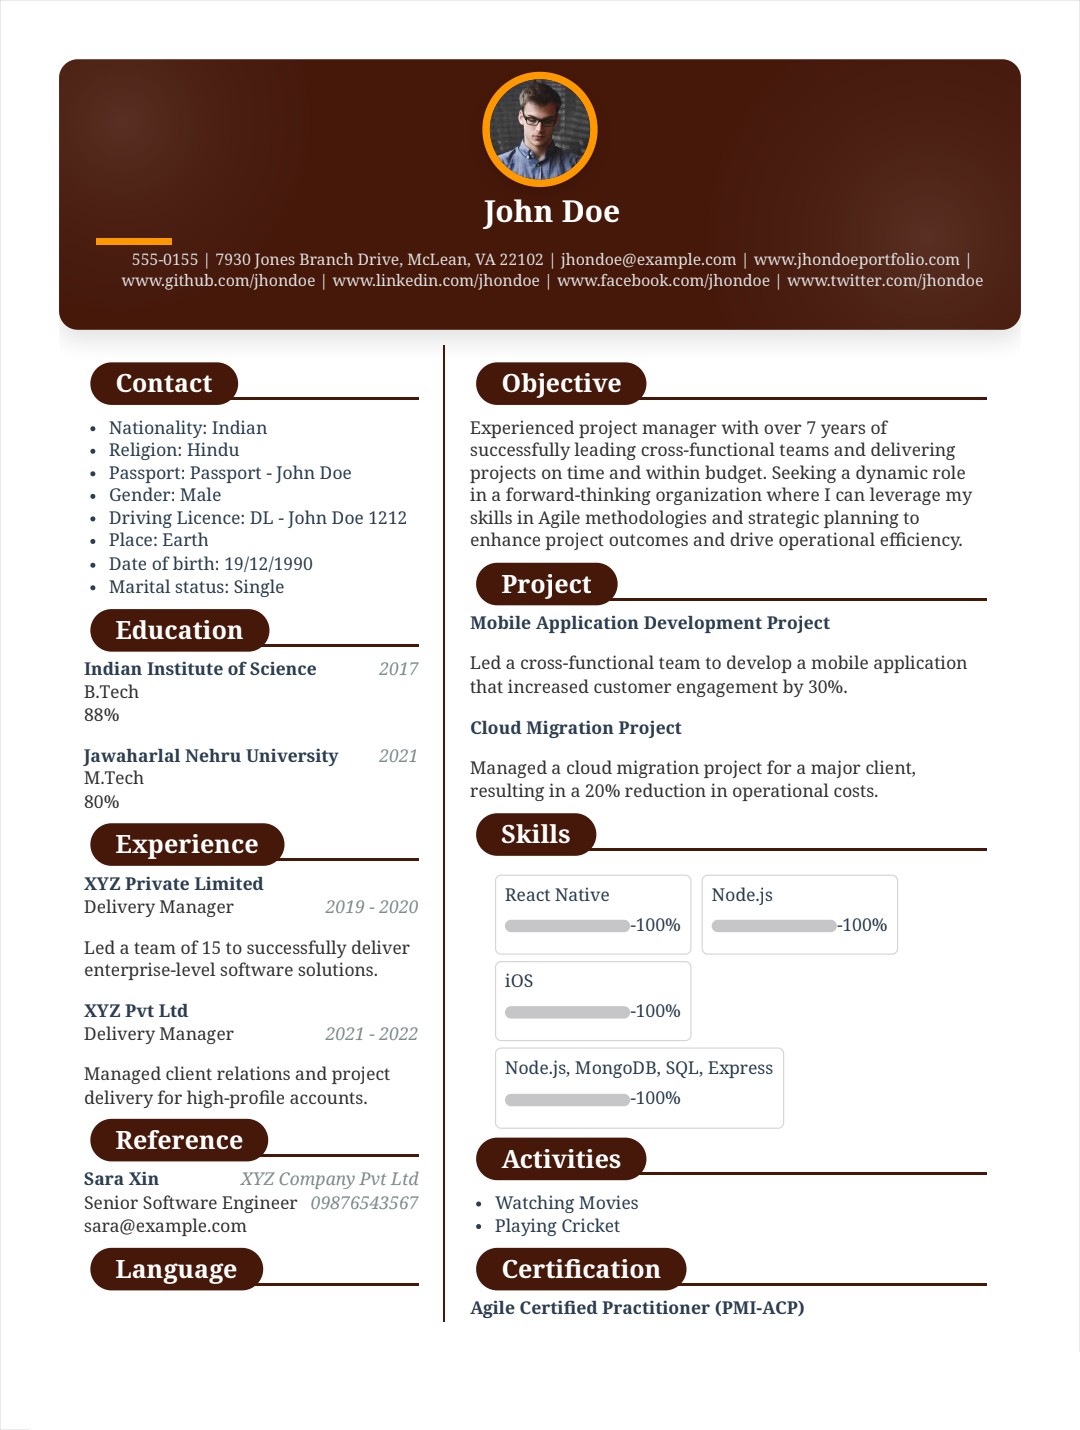 John Doe
555-0155 | 7930 Jones Branch Drive, McLean, VA 22102 | jhondoe@example.com | www.jhondoeportfolio.com |
www.github.com/jhondoe | www.linkedin.com/jhondoe | www.facebook.com/jhondoe | www.twitter.com/jhondoe
Contact
• Nationality: Indian
• Religion: Hindu
• Passport: Passport - John Doe
• Gender: Male
• Driving Licence: DL - John Doe 1212
• Place: Earth
• Date of birth: 19/12/1990
• Marital status: Single
Education
Indian Institute of Science 2017
B.Tech
88%
Jawaharlal Nehru University 2021
M.Tech
80%
Experience
XYZ Private Limited
Delivery Manager 2019 - 2020
Led a team of 15 to successfully deliver
enterprise-level software solutions.
XYZ Pvt Ltd
Delivery Manager 2021 - 2022
Managed client relations and project
delivery for high-profile accounts.
Reference
Sara Xin XYZ Company Pvt Ltd
Senior Software Engineer 09876543567
sara@example.com
Language
Objective
Experienced project manager with over 7 years of
successfully leading cross-functional teams and delivering
projects on time and within budget. Seeking a dynamic role
in a forward-thinking organization where I can leverage my
skills in Agile methodologies and strategic planning to
enhance project outcomes and drive operational efficiency.
Project
Mobile Application Development Project
Led a cross-functional team to develop a mobile application
that increased customer engagement by 30%.
Cloud Migration Project
Managed a cloud migration project for a major client,
resulting in a 20% reduction in operational costs.
Skills
React Native
-100%
Node.js
-100%
iOS
-100%
Node.js, MongoDB, SQL, Express
-100%
Activities
• Watching Movies
• Playing Cricket
Certification
Agile Certified Practitioner (PMI-ACP)